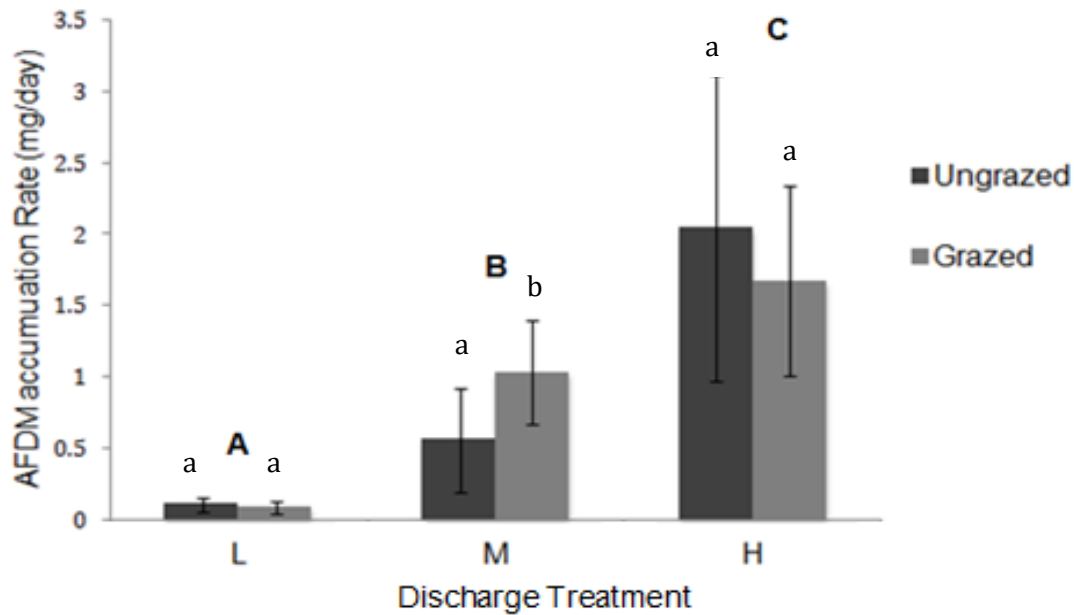 AFDM accumuation Rate (mg/day)
3.5
3
2.5
2
1.5
1
0.5
0
a
A
a
a
B
b
a
C
a
L
M
H
Discharge Treatment
Ungrazed
Grazed